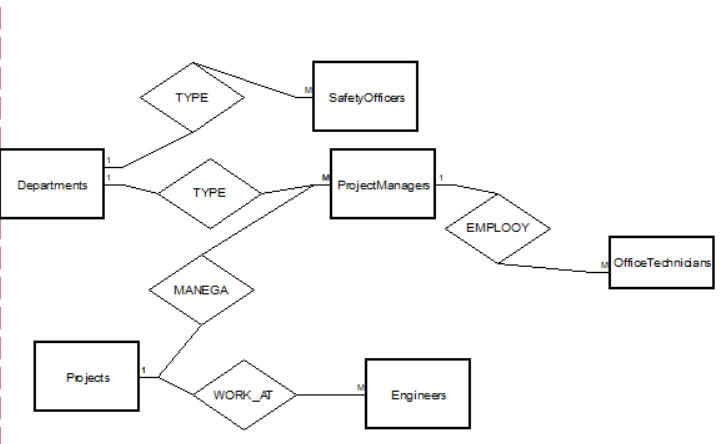 M
SafetyOfficers
TYPE
1
Departments
1
TYPE
M
ProjectManagers
1
EMPLOOY
M
OfficeTechnicians
MANEGA
Projects
1
WORK_AT
M
Engineers